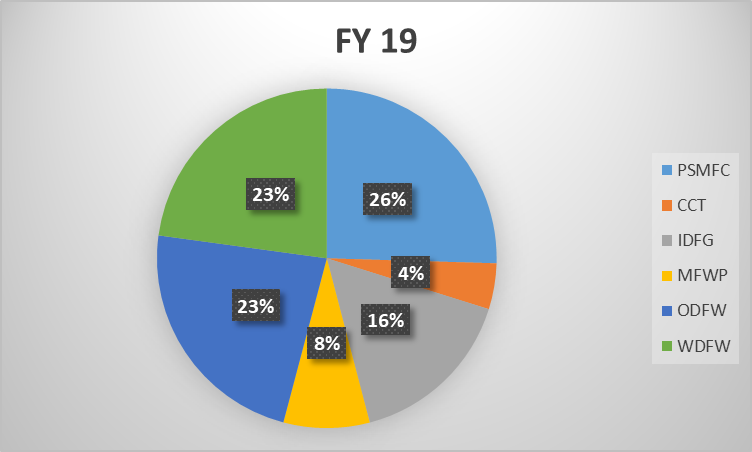 FY 19
23%
26%
4%
16%
8%
23%
PSMFC
CCT
IDFG
MFWP
ODFW
WDFW